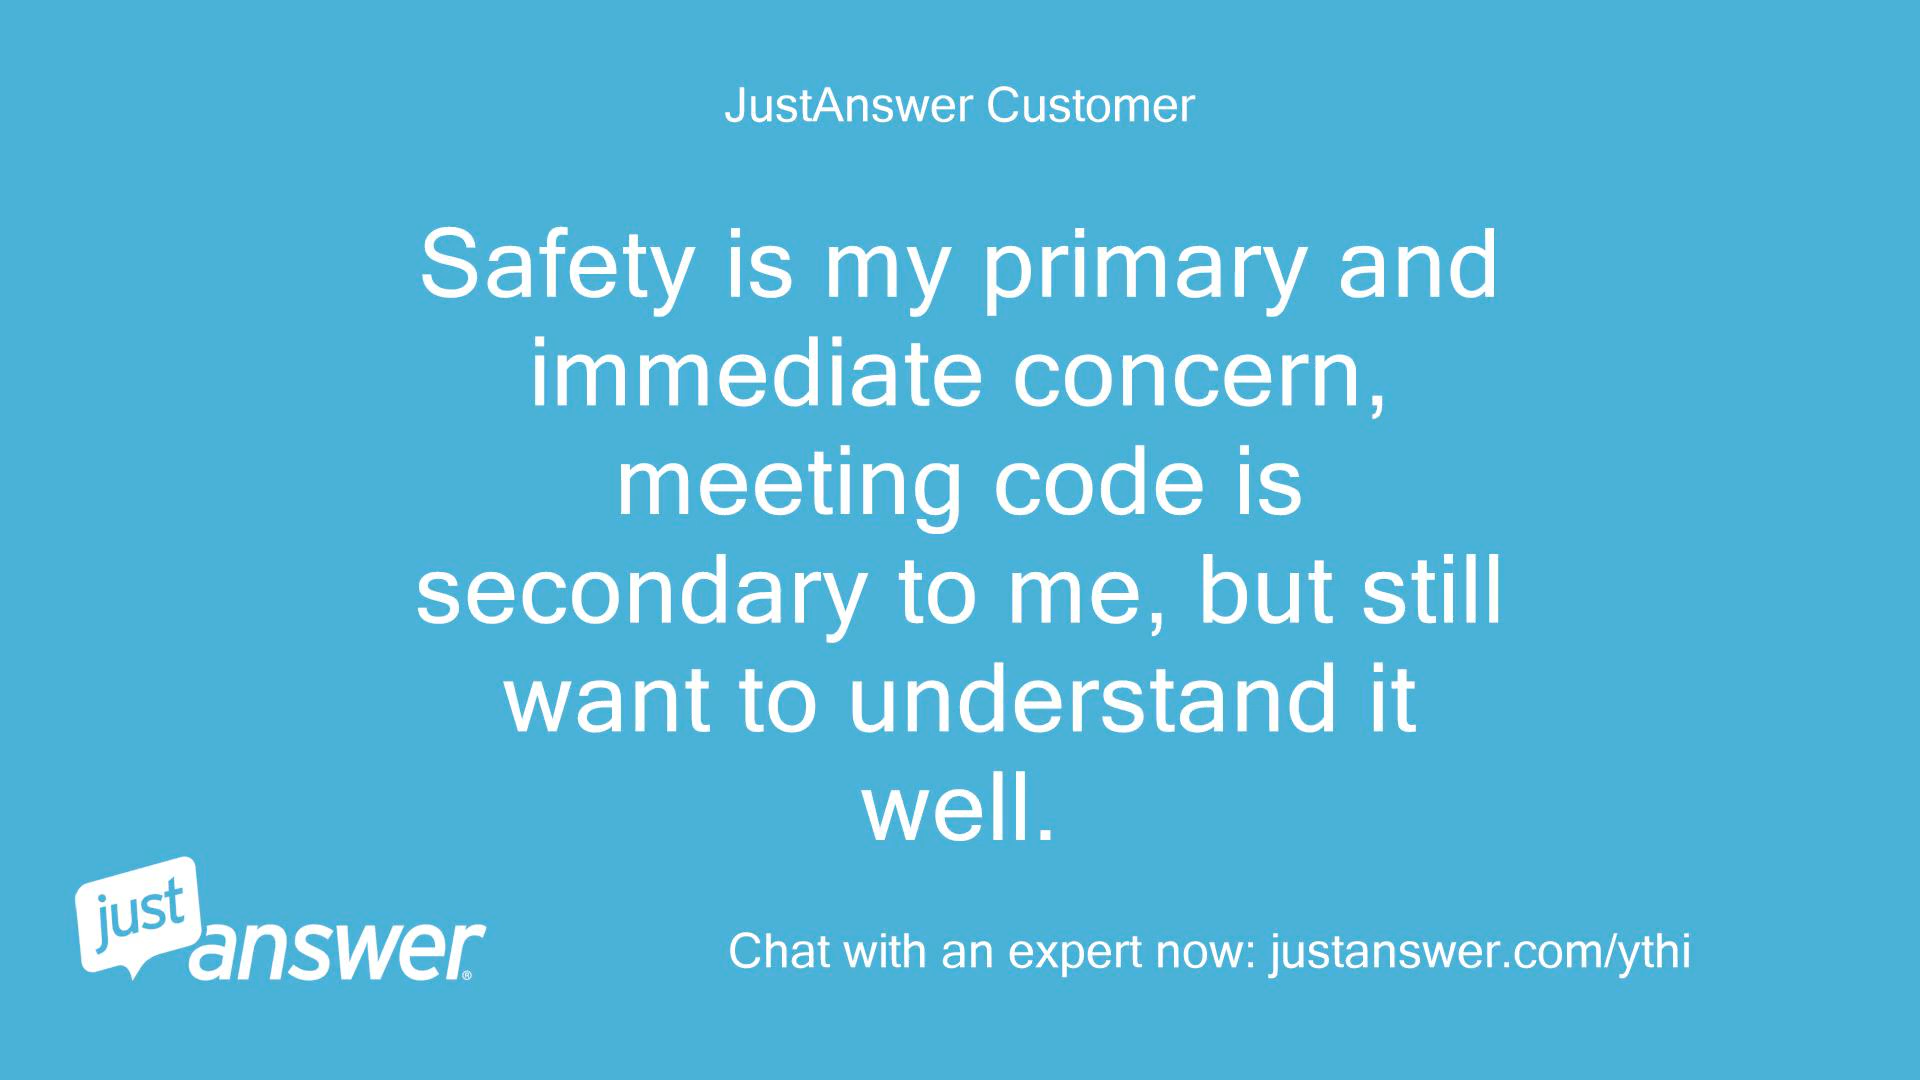 JustAnswer Customer
Safety is my primary and
immediate concern,
meeting code is
secondary to me, but still
want to understand it
well.
just
answer®
Chat with an expert now: justanswer.com/ythi